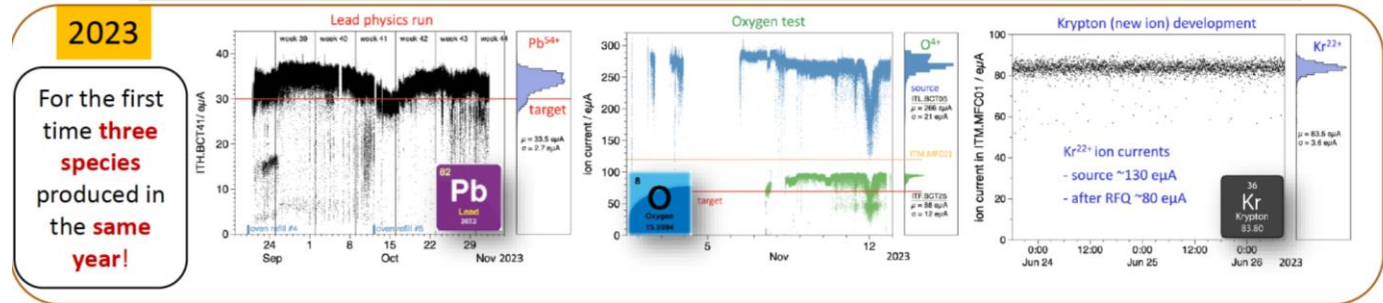 2023
For the first
time three
species
produced in
the same
year!
Lead physics run
week 39
week 40
week 41
week 42
week 43
week 44
Pb54+
ITH.BCT41/ eµA
40
30
20
10
0
target
µ = 33.5 eµA
σ = 2.7 eµA
82
Pb
Lead
oven refill #4
oven refill #5
24
1
8
15
22
29
Sep
Oct
Nov 2023
Oxygen test
O4+
ion current / eµA
300
250
200
150
100
50
0
source
ITL.BCT05
µ = 266 eµA
σ = 21 eµA
ITM.MFC01
target
ITF.BCT25
µ = 88 eµA
σ = 12 eµA
8
O
Oxygen
15.9994
5
12
Nov
2023
Krypton (new ion) development
Kr22+
ion current in ITM.MFC01 / eµA
100
80
60
40
20
0
µ = 83.5 eµA
σ = 3.6 eµA
Kr22+ ion currents
- source ~130 eµA
- after RFQ ~80 eµA
36
Kr
Krypton
83.80
0:00
12:00
0:00
12:00
0:00
Jun 24
Jun 25
Jun 26
2023